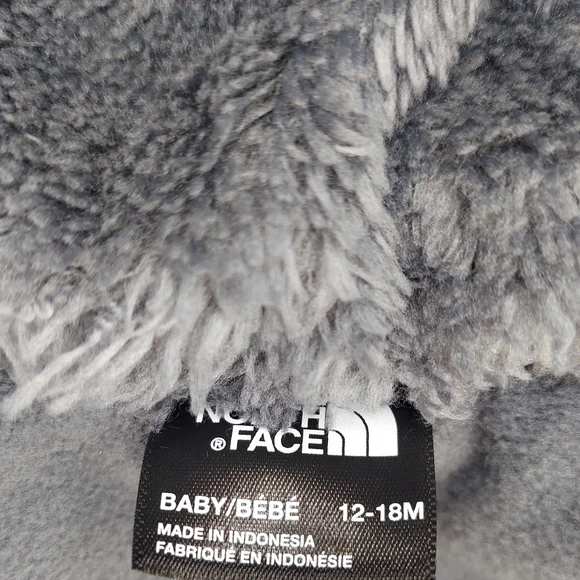 NORTH
® FACE
BABY/BÉBÉ 12-18M
MADE IN INDONESIA
FABRIQUÉ EN INDONÉSIE